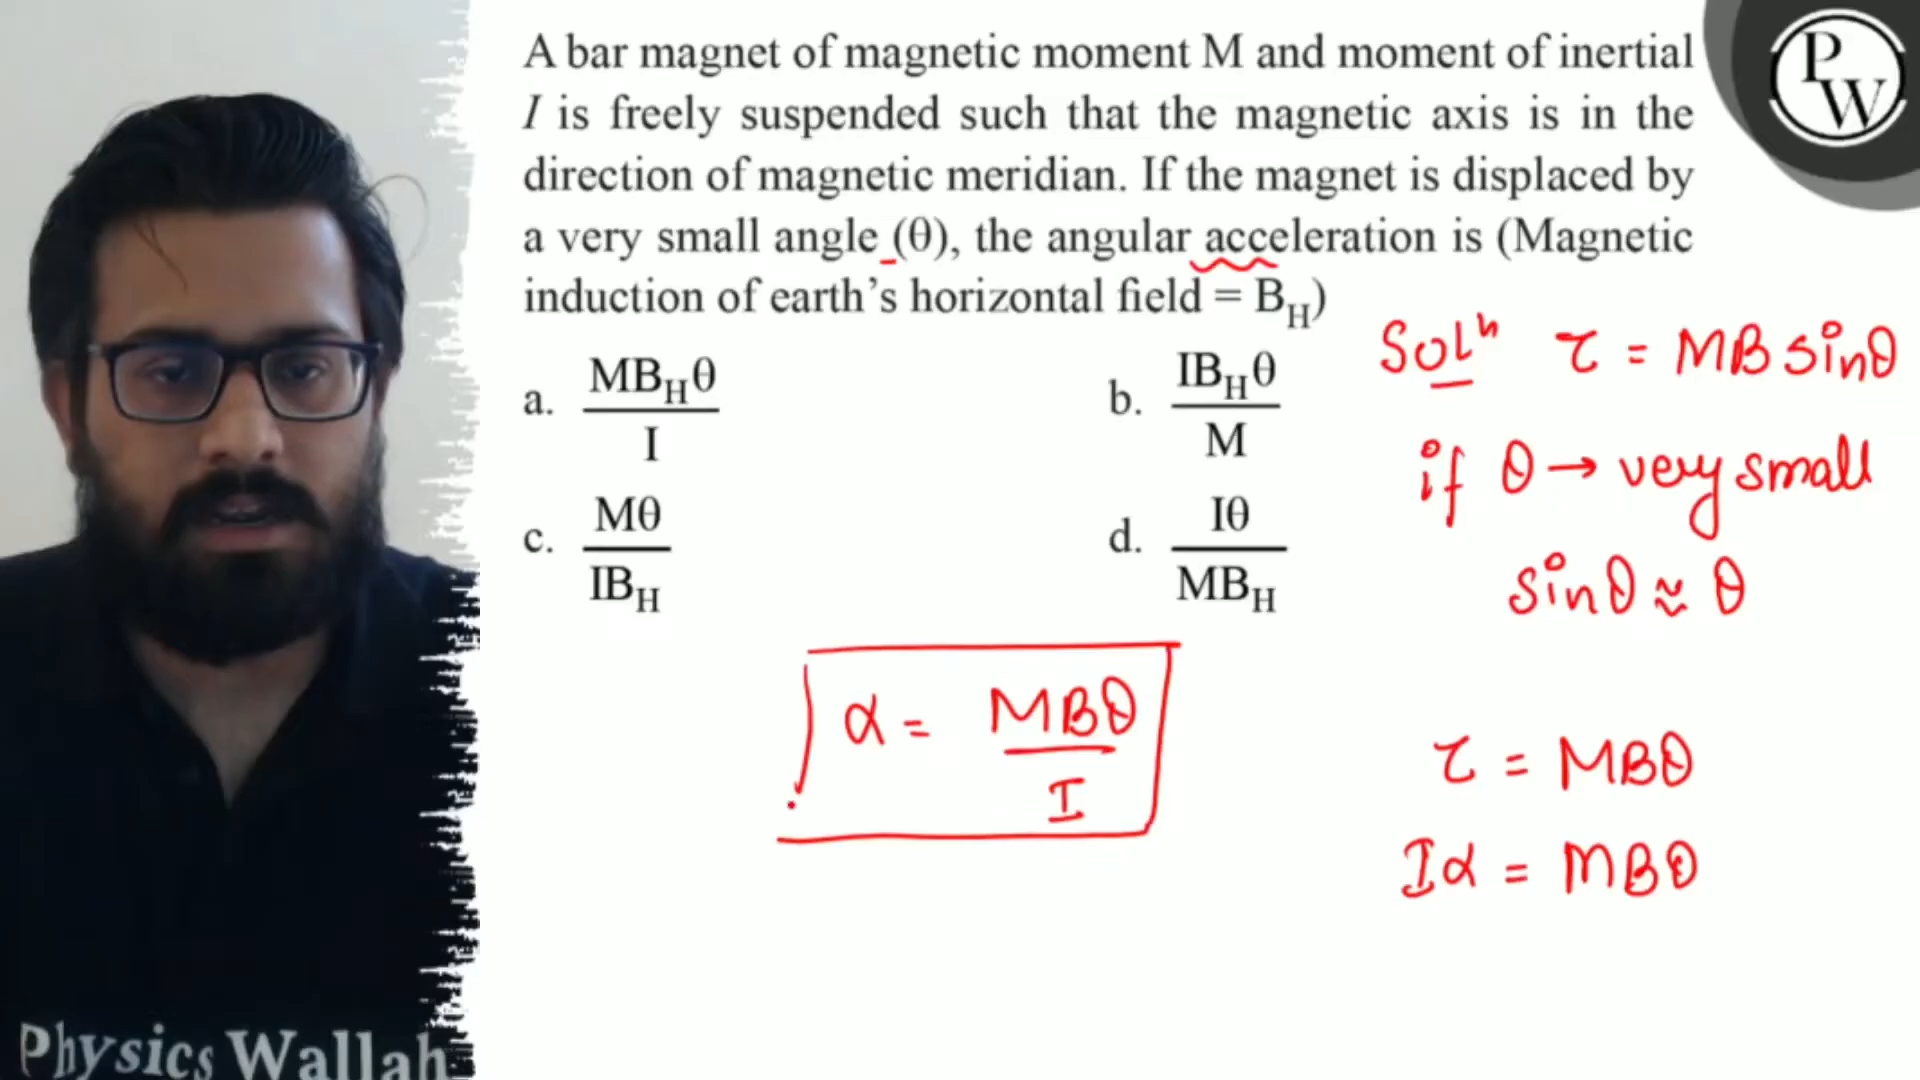 A bar magnet of magnetic moment M and moment of inertial
I is freely suspended such that the magnetic axis is in the
direction of magnetic meridian. If the magnet is displaced by
a very small angle (θ), the angular acceleration is (Magnetic
induction of earth's horizontal field = B_H)
a. MB_Hθ / I
b. IB_Hθ / M
c. Mθ / IB_H
d. Iθ / MB_H
Solⁿ τ = MB sinθ
if θ → very small
sinθ ≈ θ
τ = MBθ
Iα = MBθ
α = MBθ / I
PW
Physics Wallah